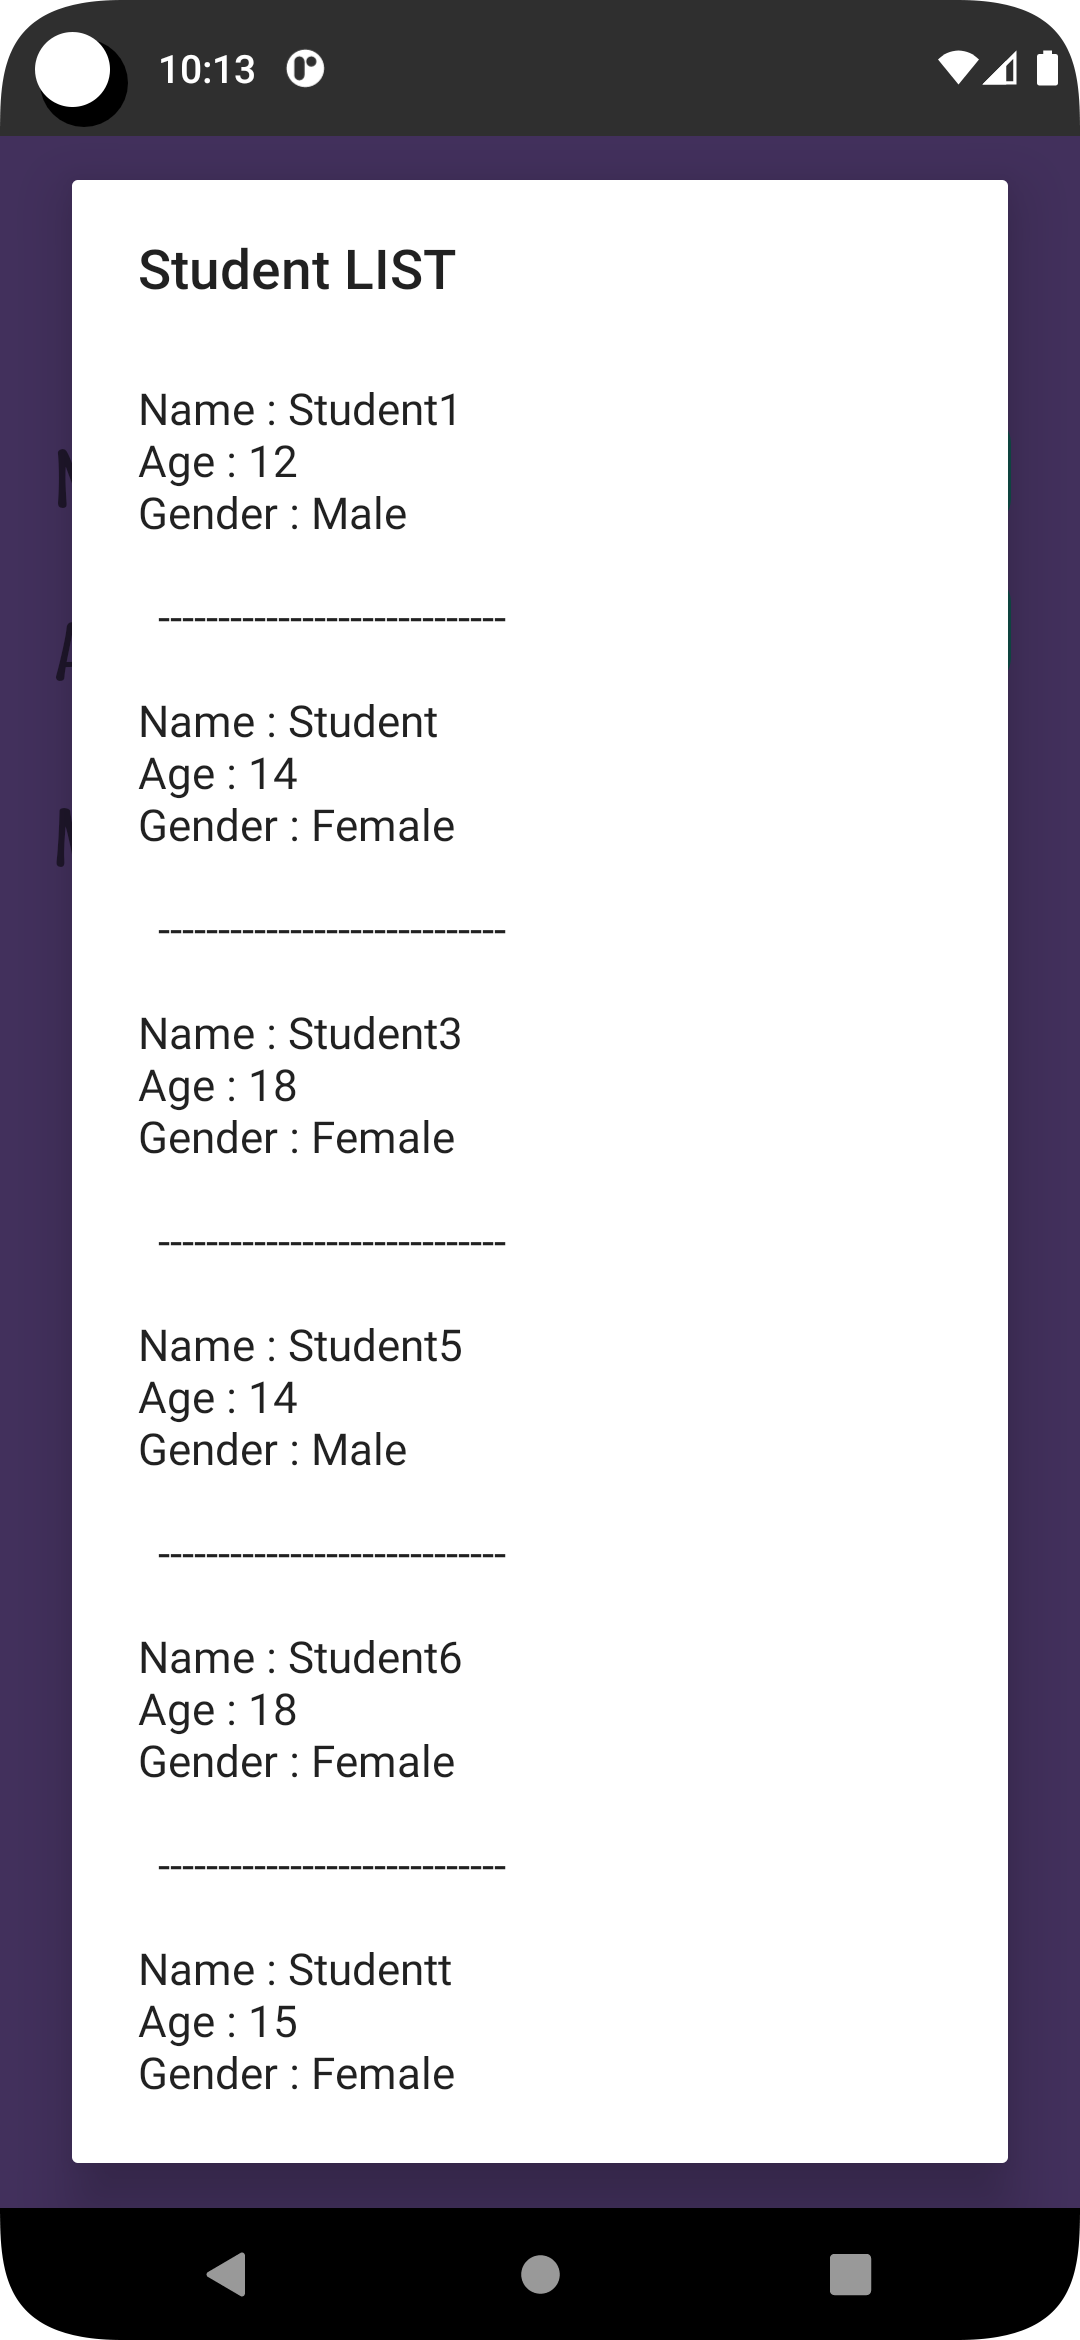 10:13
Student LIST
Name : Student1
Age : 12
Gender : Male
-----------------------------
Name : Student
Age : 14
Gender : Female
-----------------------------
Name : Student3
Age : 18
Gender : Female
-----------------------------
Name : Student5
Age : 14
Gender : Male
-----------------------------
Name : Student6
Age : 18
Gender : Female
-----------------------------
Name : Studentt
Age : 15
Gender : Female